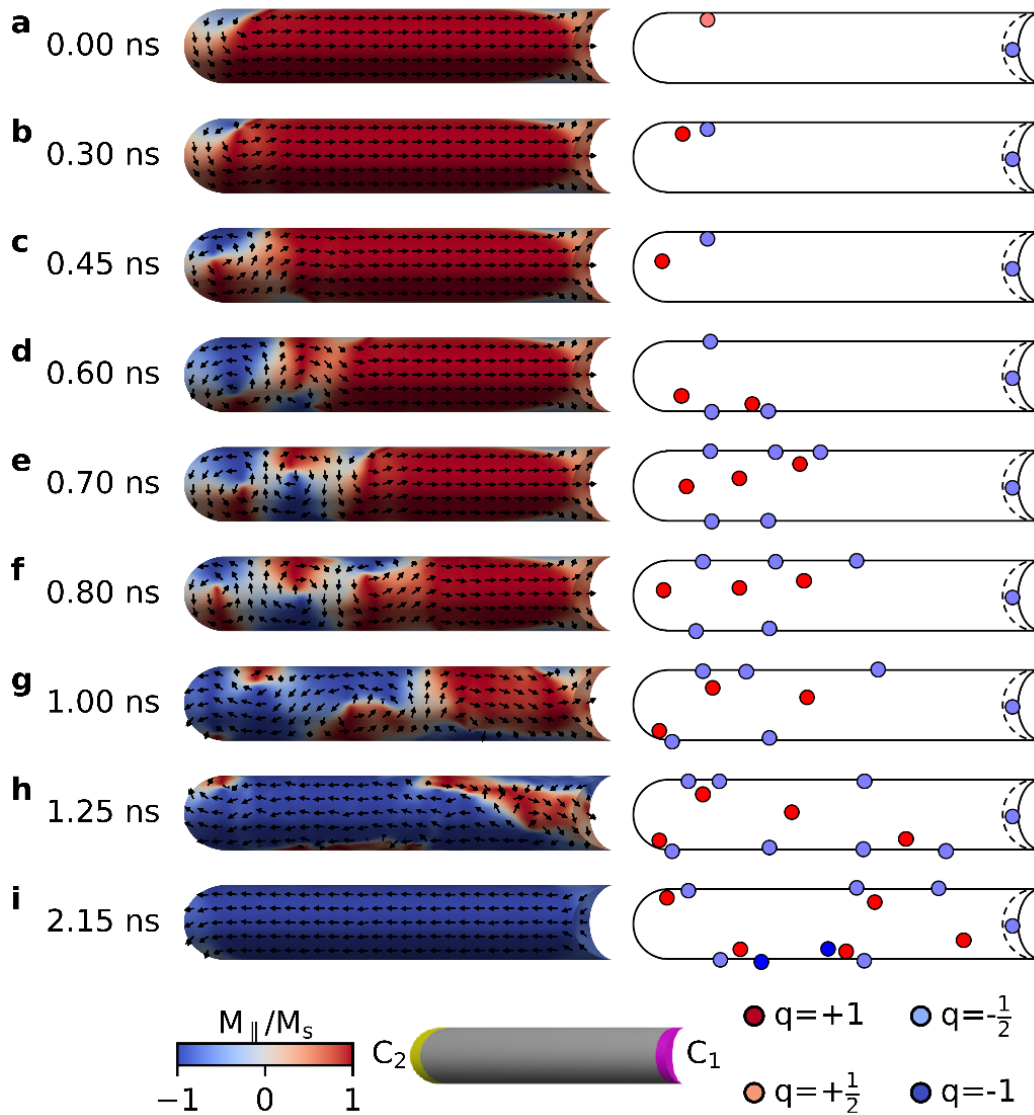 a 0.00 ns
b 0.30 ns
c 0.45 ns
d 0.60 ns
e 0.70 ns
f 0.80 ns
g 1.00 ns
h 1.25 ns
i 2.15 ns
M∥/Mₛ
−1 0 1
C₂ C₁
q=+1 q=-½
q=+½ q=-1